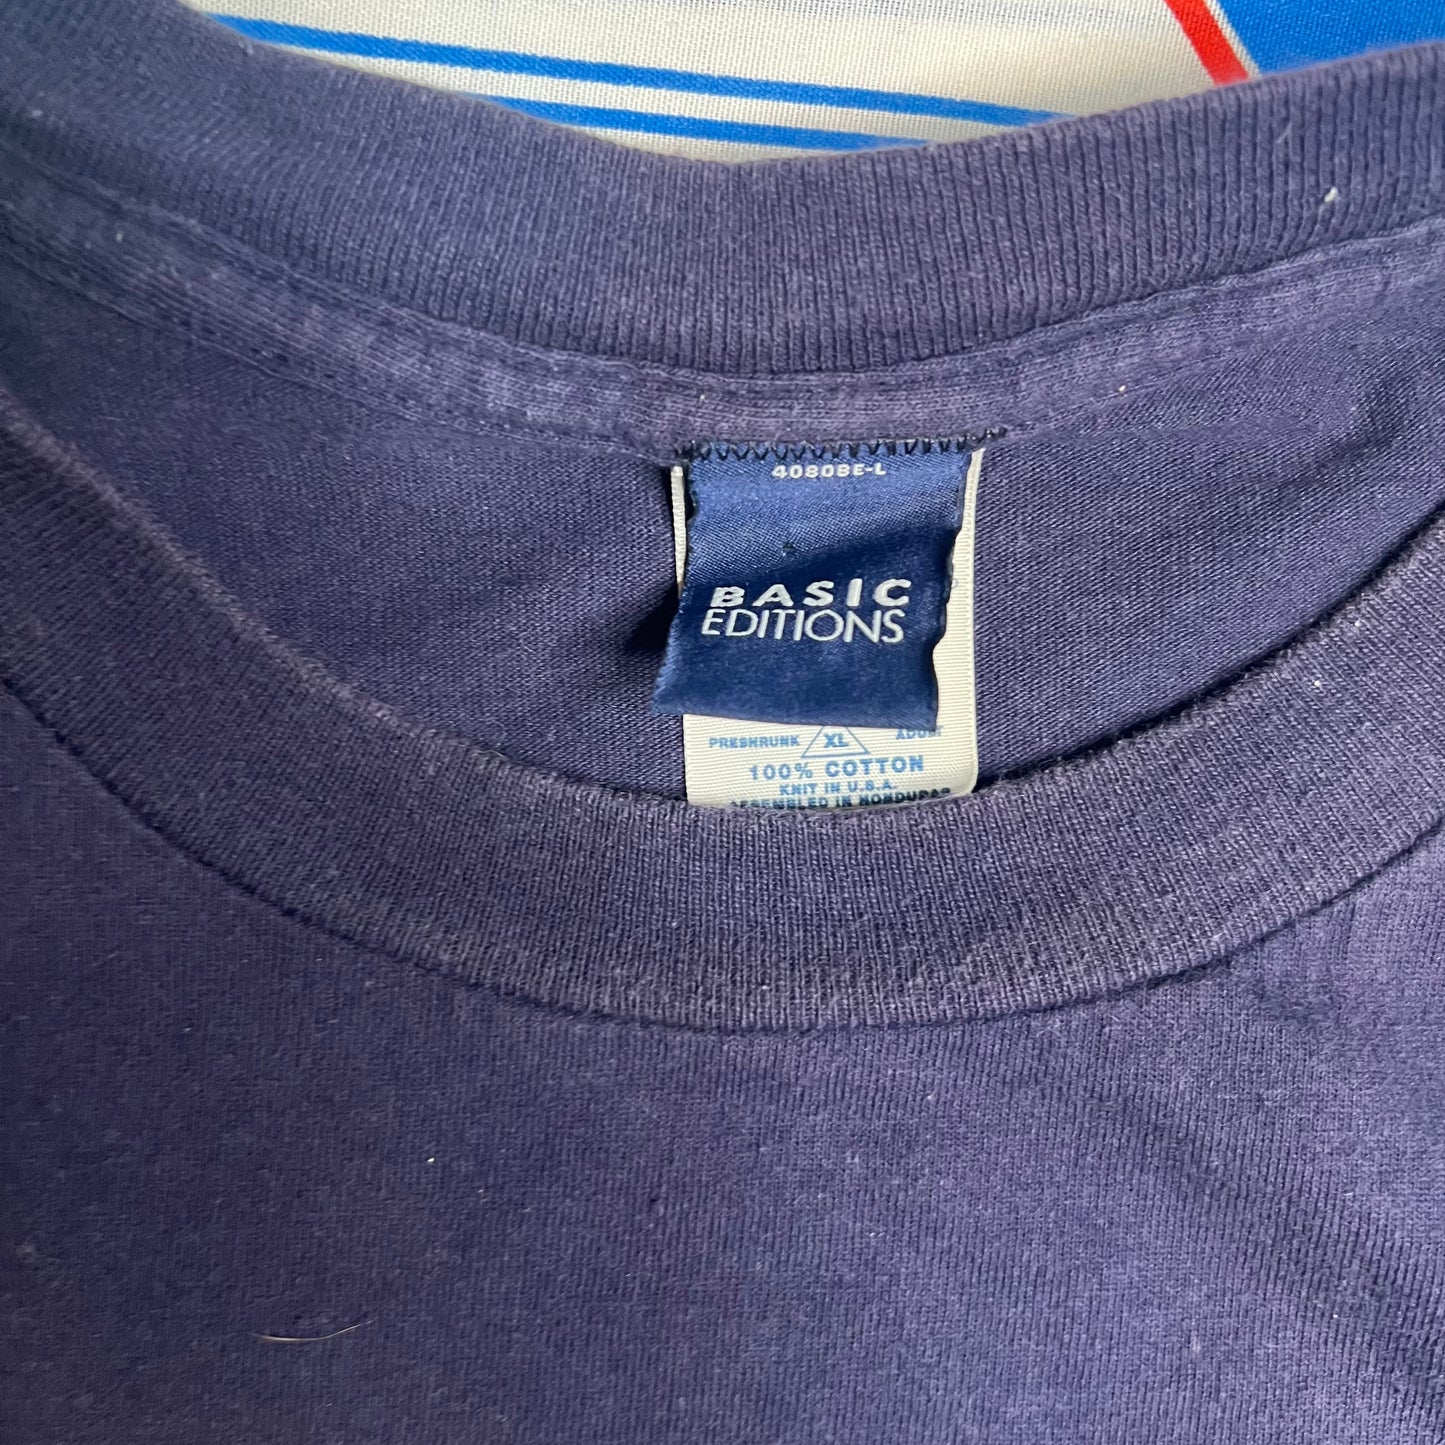 40808E-L
BASIC
EDITIONS
PRESHRUNK XL ADULT
100% COTTON
KNIT IN U.S.A.
ASSEMBLED IN HONDURAS